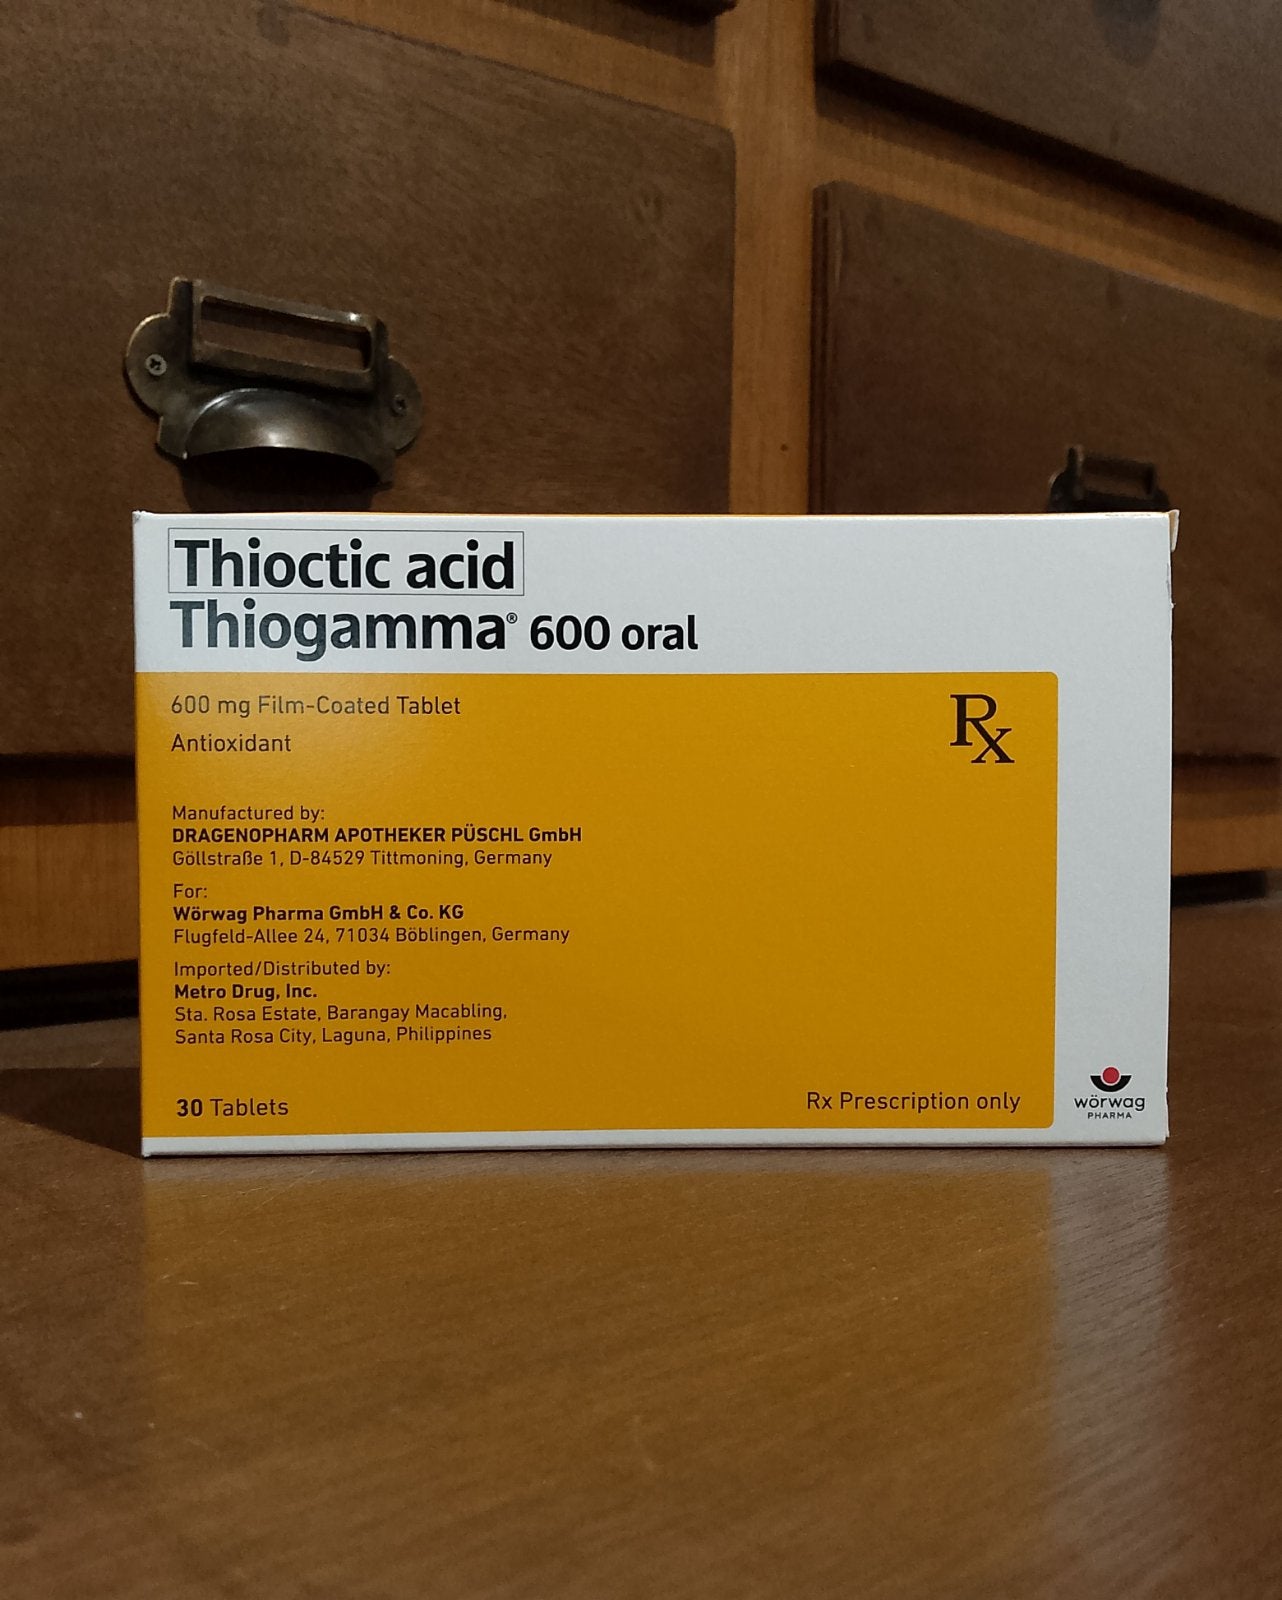 Thioctic acid
Thiogamma® 600 oral
600 mg Film-Coated Tablet
Antioxidant
Rx
Manufactured by:
DRAGENOPHARM APOTHEKER PÜSCHL GmbH
Göllstraße 1, D-84529 Tittmoning, Germany
For:
Wörwag Pharma GmbH & Co. KG
Flugfeld-Allee 24, 71034 Böblingen, Germany
Imported/Distributed by:
Metro Drug, Inc.
Sta. Rosa Estate, Barangay Macabling,
Santa Rosa City, Laguna, Philippines
30 Tablets
Rx Prescription only
wörwag
PHARMA